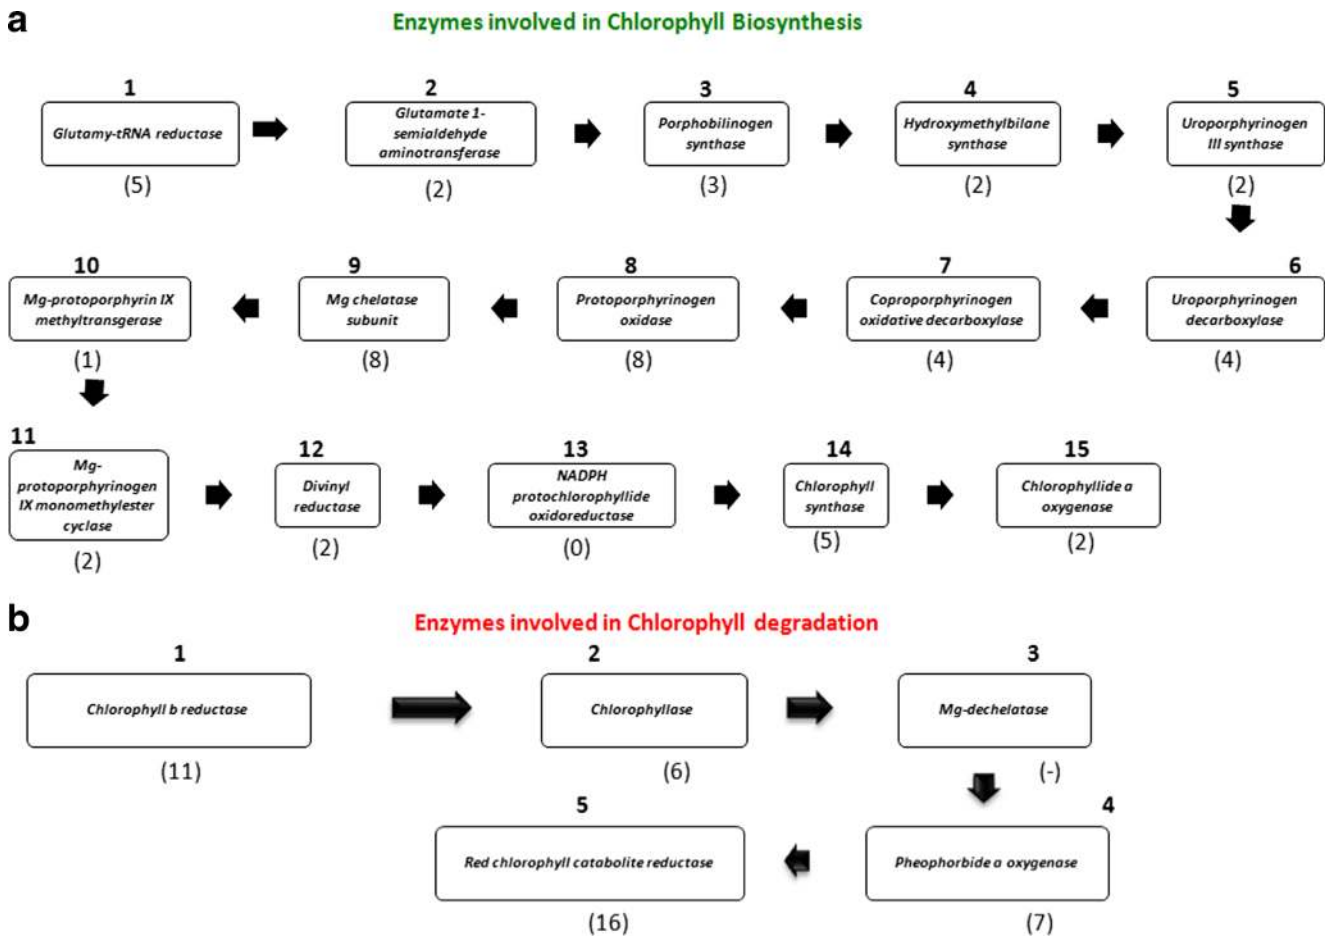 a
Enzymes involved in Chlorophyll Biosynthesis
1
Glutamy-tRNA reductase
(5)
2
Glutamate 1-
semialdehyde
aminotransferase
(2)
3
Porphobilinogen
synthase
(3)
4
Hydroxymethylbilane
synthase
(2)
5
Uroporphyrinogen
III synthase
(2)
6
Uroporphyrinogen
decarboxylase
(4)
7
Coproporphyrinogen
oxidative decarboxylase
(4)
8
Protoporphyrinogen
oxidase
(8)
9
Mg chelatase
subunit
(8)
10
Mg-protoporphyrin IX
methyltransgerase
(1)
11
Mg-
protoporphyrinogen
IX monomethylester
cyclase
(2)
12
Divinyl
reductase
(2)
13
NADPH
protochlorophyllide
oxidoreductase
(0)
14
Chlorophyll
synthase
(5)
15
Chlorophyllide a
oxygenase
(2)
b
Enzymes involved in Chlorophyll degradation
1
Chlorophyll b reductase
(11)
2
Chlorophyllase
(6)
3
Mg-dechelatase
(-)
4
Pheophorbide a oxygenase
(7)
5
Red chlorophyll catabolite reductase
(16)